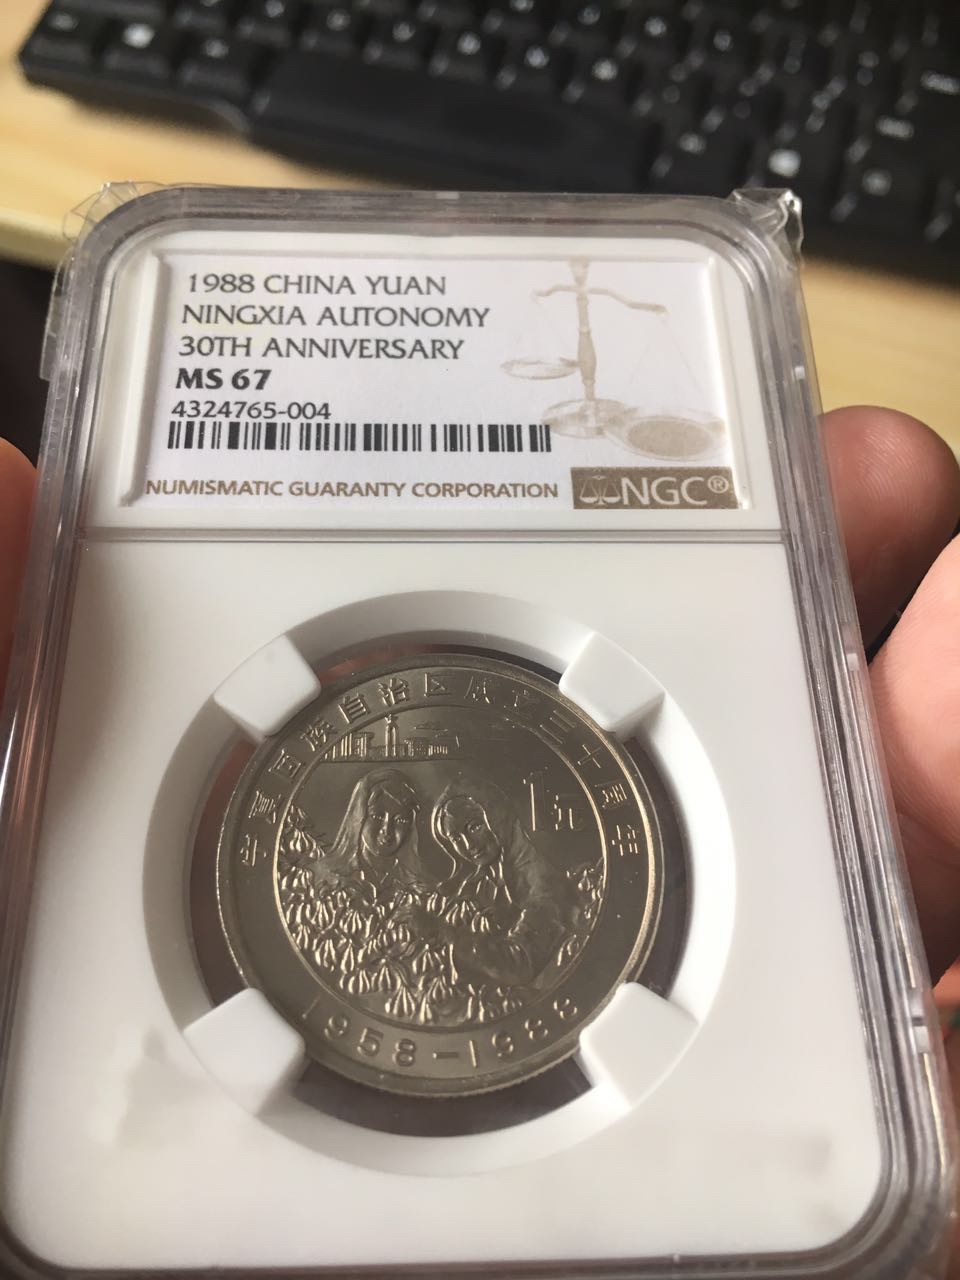 1988 CHINA YUAN
NINGXIA AUTONOMY
30TH ANNIVERSARY
MS 67
4324765-004
NUMISMATIC GUARANTY CORPORATION
NGC®
宁夏回族自治区成立三十周年
1元
1958-1988